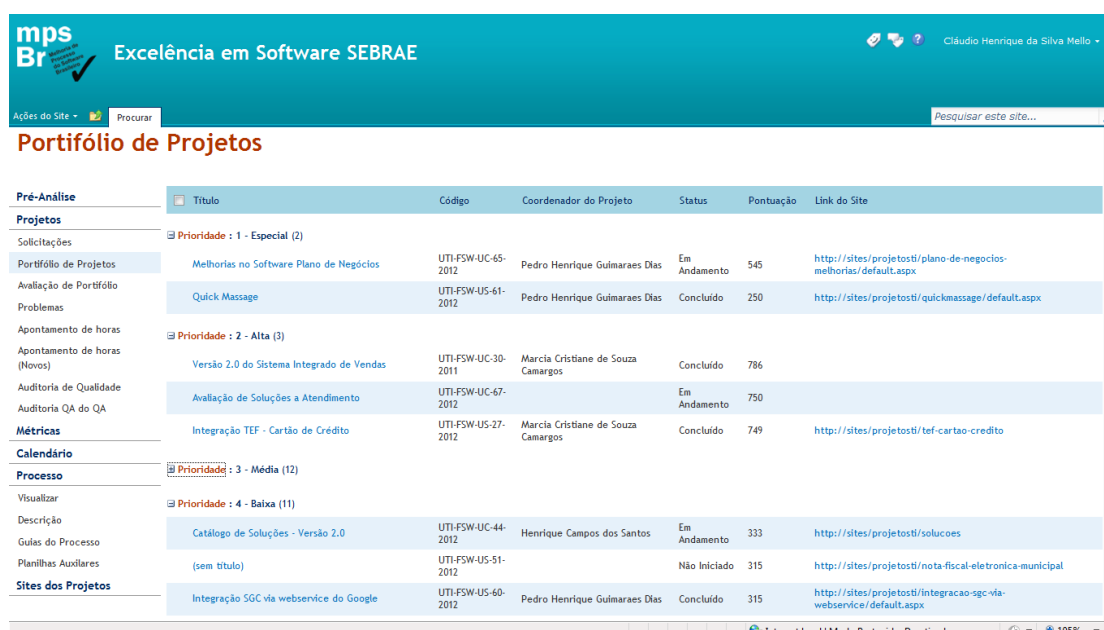 mps
Br
Melhoria de
Processo
do Software
Brasileiro
Excelência em Software SEBRAE
Cláudio Henrique da Silva Mello
Ações do Site
Procurar
Pesquisar este site...
Portifólio de Projetos
Pré-Análise
Projetos
Solicitações
Portifólio de Projetos
Avaliação de Portifólio
Problemas
Apontamento de horas
Apontamento de horas
(Novos)
Auditoria de Qualidade
Auditoria QA do QA
Métricas
Calendário
Processo
Visualizar
Descrição
Guias do Processo
Planilhas Auxilares
Sites dos Projetos
Título Código Coordenador do Projeto Status Pontuação Link do Site
Prioridade : 1 - Especial (2)
Melhorias no Software Plano de Negócios UTI-FSW-UC-65- Pedro Henrique Guimaraes Dias Em 545 http://sites/projetosti/plano-de-negocios-
2012 Andamento melhorias/default.aspx
Quick Massage UTI-FSW-US-61- Pedro Henrique Guimaraes Dias Concluído 250 http://sites/projetosti/quickmassage/default.aspx
2012
Prioridade : 2 - Alta (3)
Versão 2.0 do Sistema Integrado de Vendas UTI-FSW-UC-30- Marcia Cristiane de Souza Concluído 786
2011 Camargos
Avaliação de Soluções a Atendimento UTI-FSW-UC-67- Em 750
2012 Andamento
Integração TEF - Cartão de Crédito UTI-FSW-US-27- Marcia Cristiane de Souza Concluído 749 http://sites/projetosti/tef-cartao-credito
2012 Camargos
Prioridade : 3 - Média (12)
Prioridade : 4 - Baixa (11)
Catálogo de Soluções - Versão 2.0 UTI-FSW-UC-44- Henrique Campos dos Santos Em 333 http://sites/projetosti/solucoes
2012 Andamento
(sem título) UTI-FSW-US-51- Não Iniciado 315 http://sites/projetosti/nota-fiscal-eletronica-municipal
2012
Integração SGC via webservice do Google UTI-FSW-US-60- Pedro Henrique Guimaraes Dias Concluído 315 http://sites/projetosti/integracao-sgc-via-
2012 webservice/default.aspx